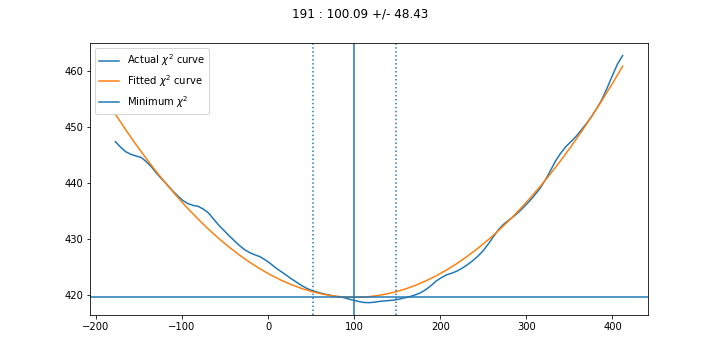 191 : 100.09 +/- 48.43
Actual χ² curve
Fitted χ² curve
Minimum χ²
460
450
440
430
420
−200 −100 0 100 200 300 400